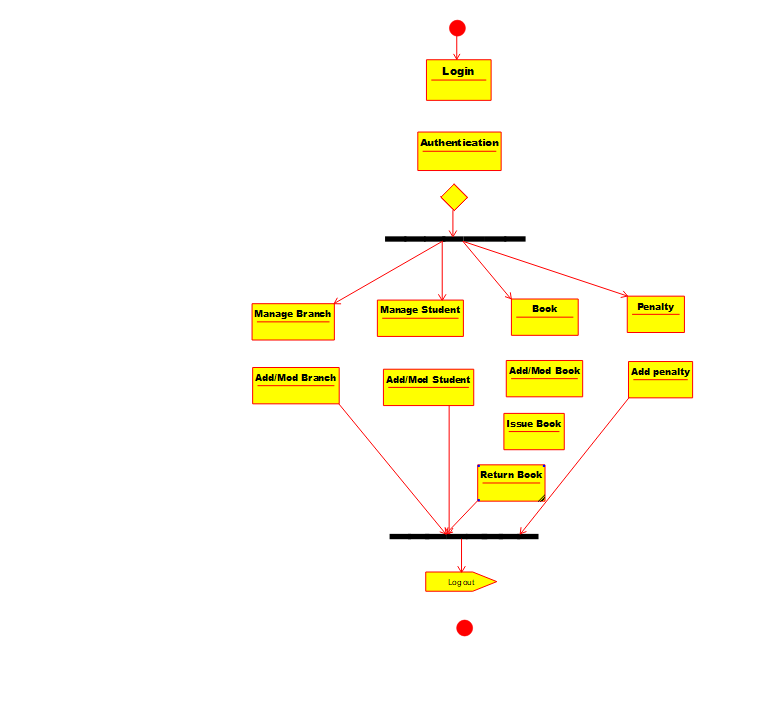 Login
Authentication
Manage Branch
Manage Student
Book
Penalty
Add/Mod Branch
Add/Mod Student
Add/Mod Book
Add penalty
Issue Book
Return Book
Logout